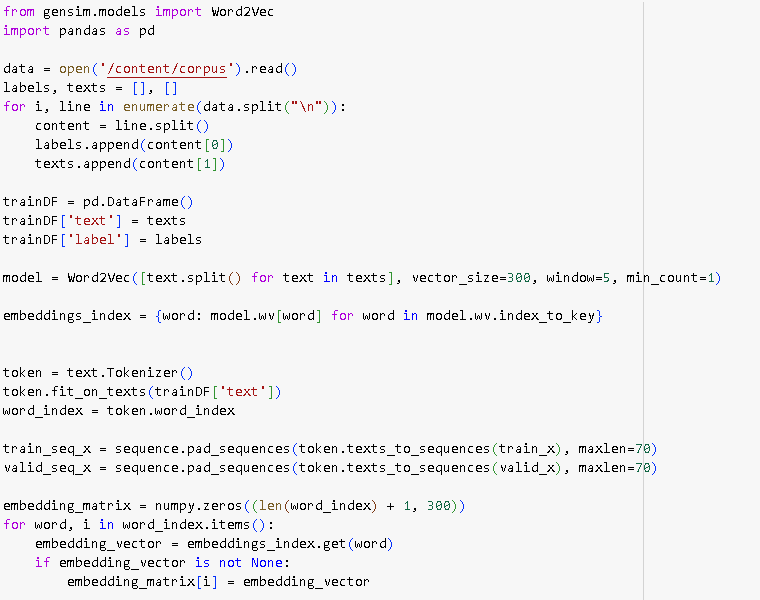 from gensim.models import Word2Vec
import pandas as pd
data = open('/content/corpus').read()
labels, texts = [], []
for i, line in enumerate(data.split("\n")):
    content = line.split()
    labels.append(content[0])
    texts.append(content[1])
trainDF = pd.DataFrame()
trainDF['text'] = texts
trainDF['label'] = labels
model = Word2Vec([text.split() for text in texts], vector_size=300, window=5, min_count=1)
embeddings_index = {word: model.wv[word] for word in model.wv.index_to_key}
token = text.Tokenizer()
token.fit_on_texts(trainDF['text'])
word_index = token.word_index
train_seq_x = sequence.pad_sequences(token.texts_to_sequences(train_x), maxlen=70)
valid_seq_x = sequence.pad_sequences(token.texts_to_sequences(valid_x), maxlen=70)
embedding_matrix = numpy.zeros((len(word_index) + 1, 300))
for word, i in word_index.items():
    embedding_vector = embeddings_index.get(word)
    if embedding_vector is not None:
        embedding_matrix[i] = embedding_vector